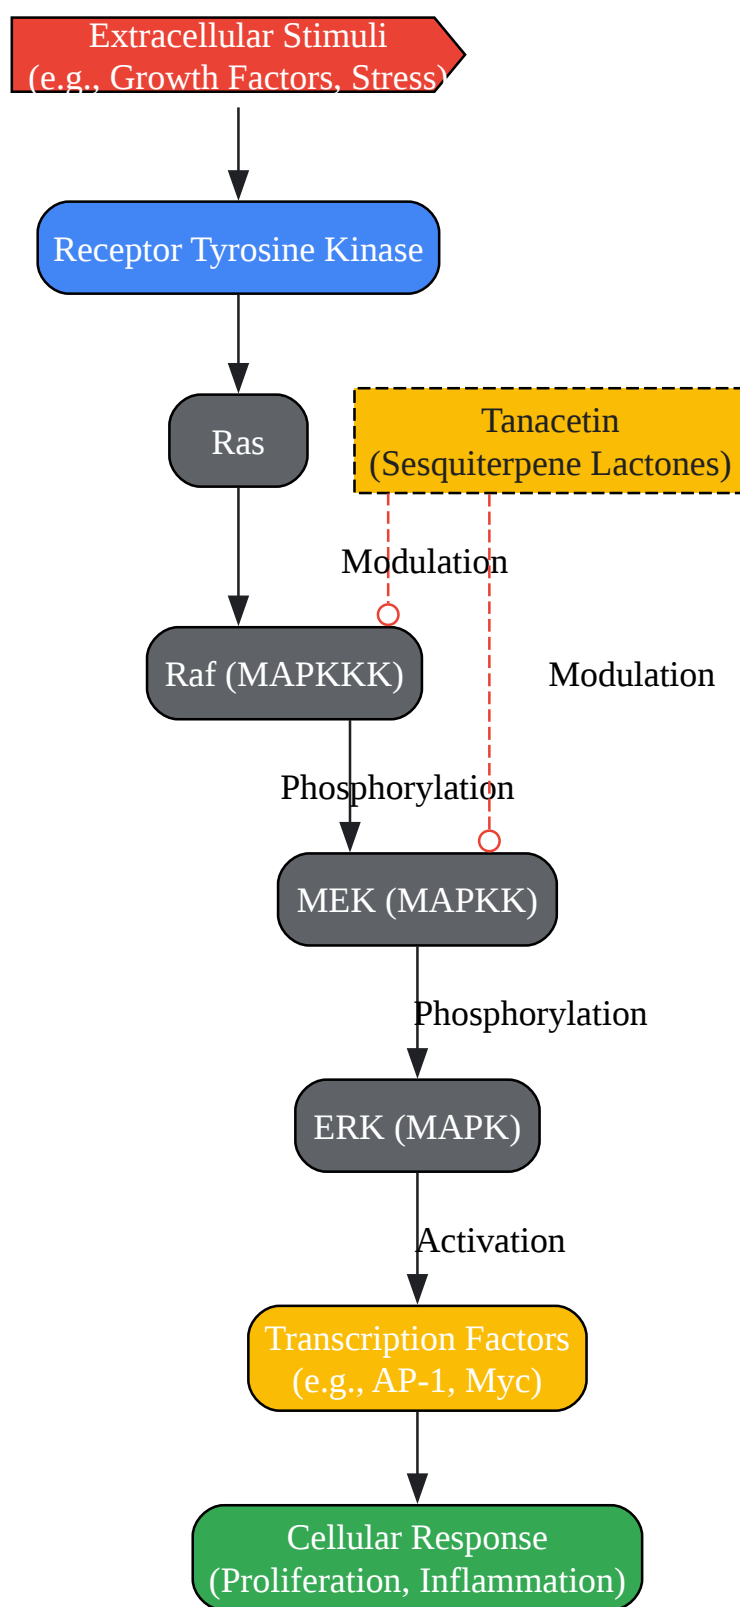 Extracellular Stimuli
(e.g., Growth Factors, Stress)
Receptor Tyrosine Kinase
Ras
Tanacetin
(Sesquiterpene Lactones)
Modulation
Raf (MAPKKK)
Modulation
Phosphorylation
MEK (MAPKK)
Phosphorylation
ERK (MAPK)
Activation
Transcription Factors
(e.g., AP-1, Myc)
Cellular Response
(Proliferation, Inflammation)